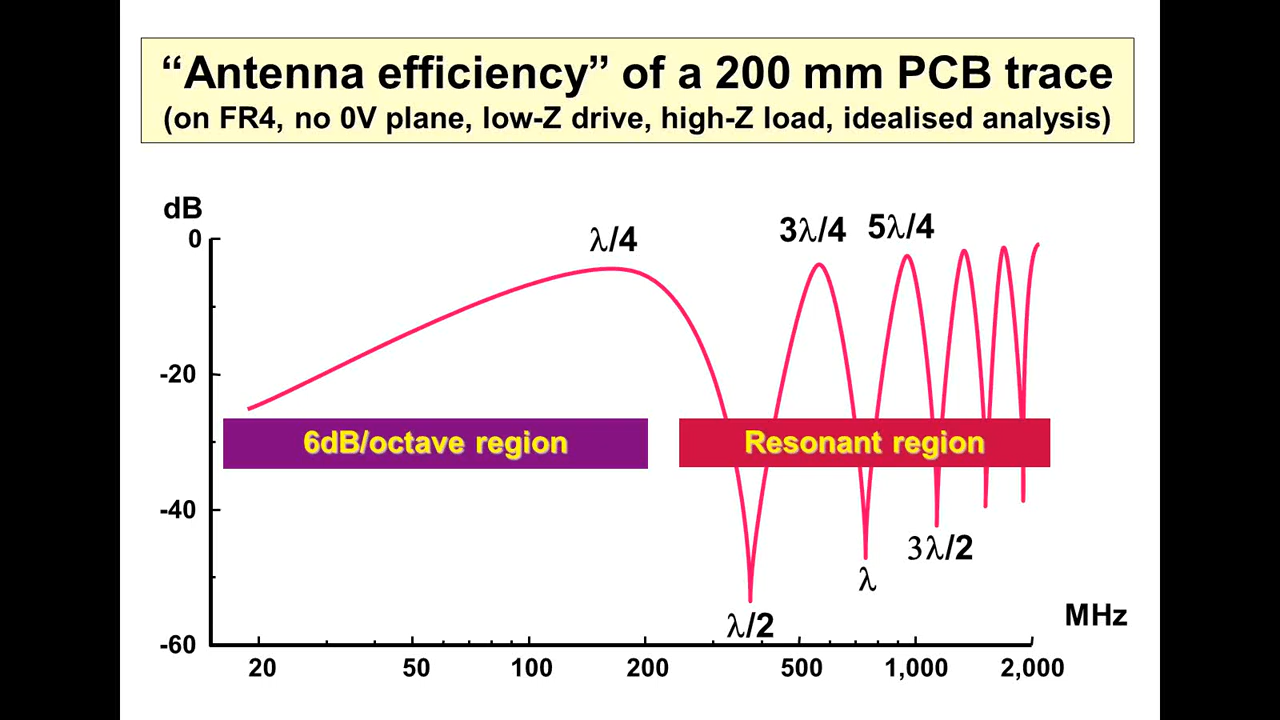 “Antenna efficiency” of a 200 mm PCB trace
(on FR4, no 0V plane, low-Z drive, high-Z load, idealised analysis)
dB
0
-20
-40
-60
λ/4
3λ/4
5λ/4
6dB/octave region
Resonant region
λ/2
λ
3λ/2
MHz
20 50 100 200 500 1,000 2,000